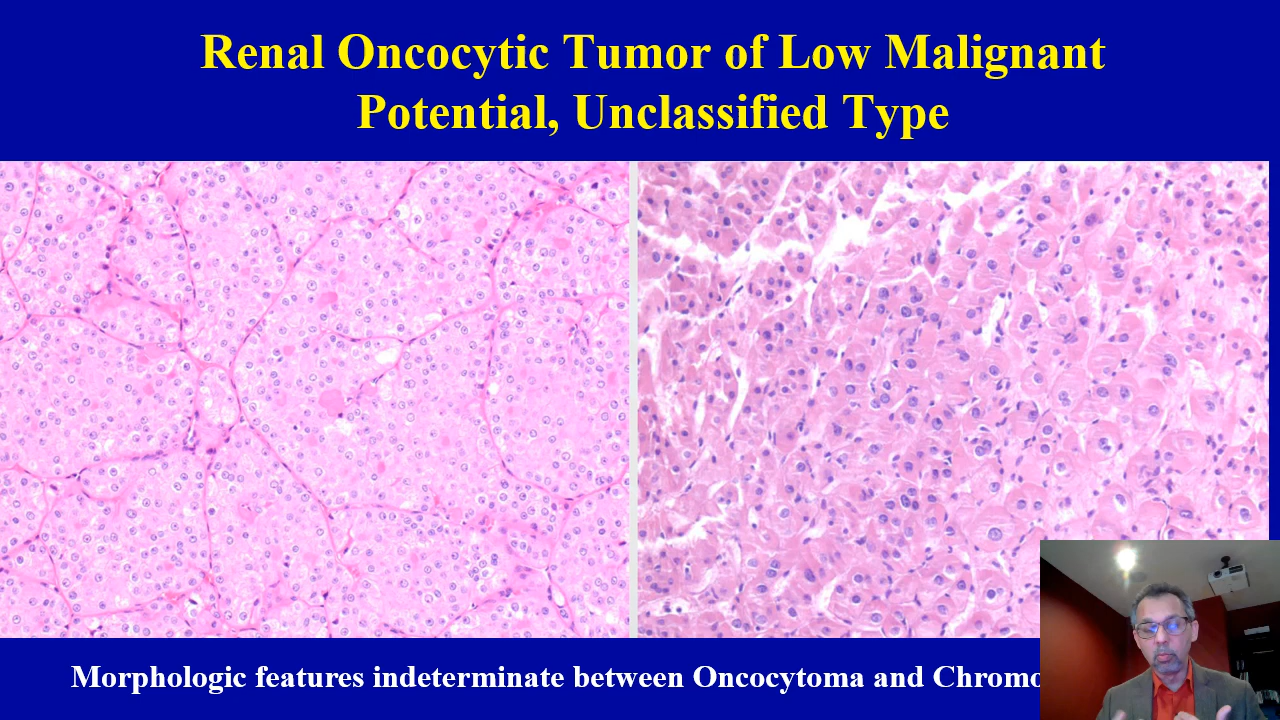 Renal Oncocytic Tumor of Low Malignant
Potential, Unclassified Type
Morphologic features indeterminate between Oncocytoma and